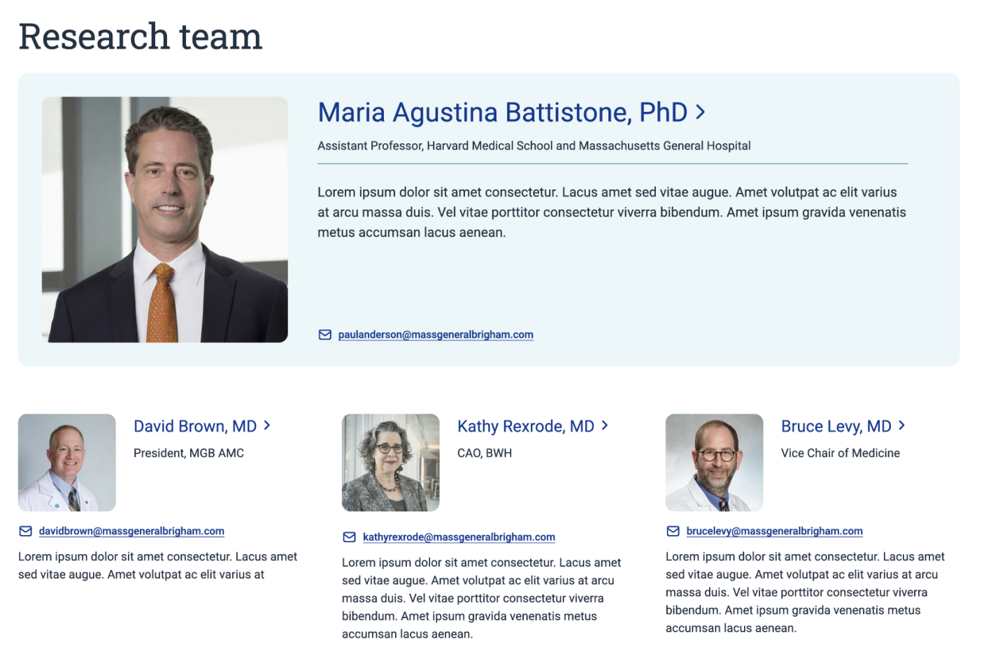 Research team
Maria Agustina Battistone, PhD >
Assistant Professor, Harvard Medical School and Massachusetts General Hospital
Lorem ipsum dolor sit amet consectetur. Lacus amet sed vitae augue. Amet volutpat ac elit varius
at arcu massa duis. Vel vitae porttitor consectetur viverra bibendum. Amet ipsum gravida venenatis
metus accumsan lacus aenean.
paulanderson@massgeneralbrigham.com
David Brown, MD >
President, MGB AMC
davidbrown@massgeneralbrigham.com
Lorem ipsum dolor sit amet consectetur. Lacus amet
sed vitae augue. Amet volutpat ac elit varius at
Kathy Rexrode, MD >
CAO, BWH
kathyrexrode@massgeneralbrigham.com
Lorem ipsum dolor sit amet consectetur. Lacus amet
sed vitae augue. Amet volutpat ac elit varius at arcu
massa duis. Vel vitae porttitor consectetur viverra
bibendum. Amet ipsum gravida venenatis metus
accumsan lacus aenean.
Bruce Levy, MD >
Vice Chair of Medicine
brucelevy@massgeneralbrigham.com
Lorem ipsum dolor sit amet consectetur. Lacus amet
sed vitae augue. Amet volutpat ac elit varius at arcu
massa duis. Vel vitae porttitor consectetur viverra
bibendum. Amet ipsum gravida venenatis metus
accumsan lacus aenean.